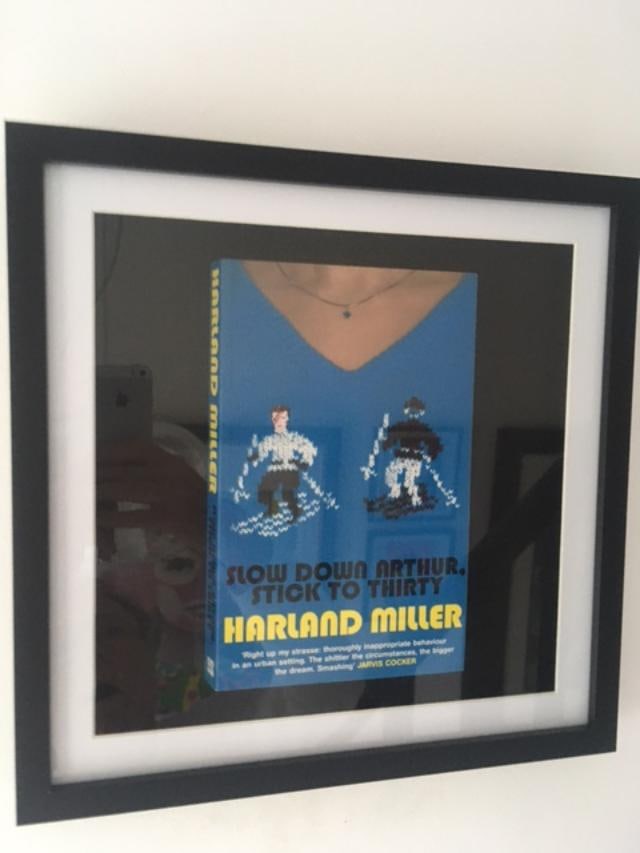 HARLAND MILLER
SLOW DOWN ARTHUR,
STICK TO THIRTY
HARLAND MILLER
'Right up my strasse: thoroughly inappropriate behaviour
in an urban setting. The shittier the circumstances, the bigger
the dream. Smashing' JARVIS COCKER